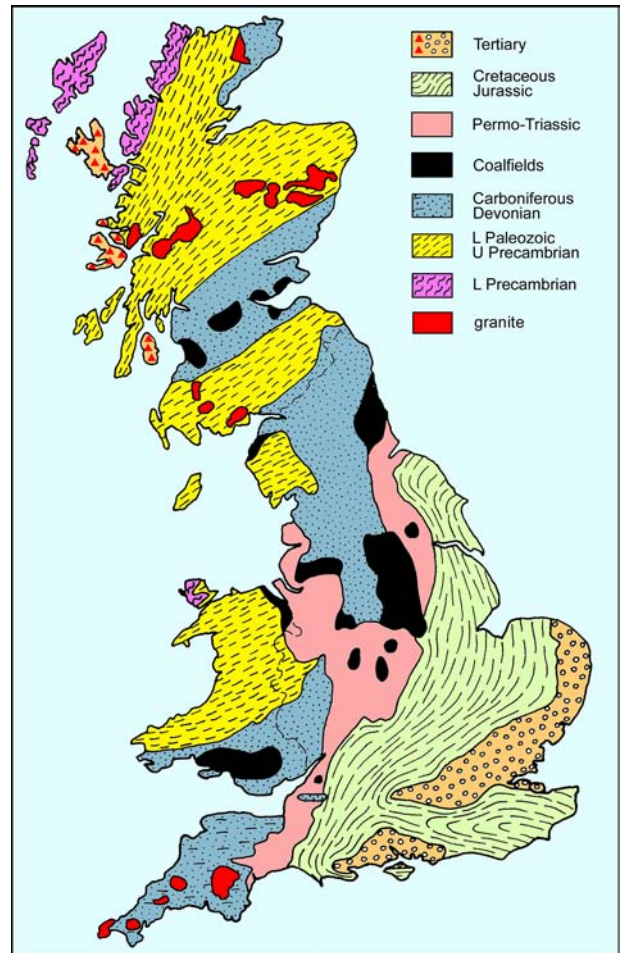 Tertiary
Cretaceous
Jurassic
Permo-Triassic
Coalfields
Carboniferous
Devonian
L Paleozoic
U Precambrian
L Precambrian
granite